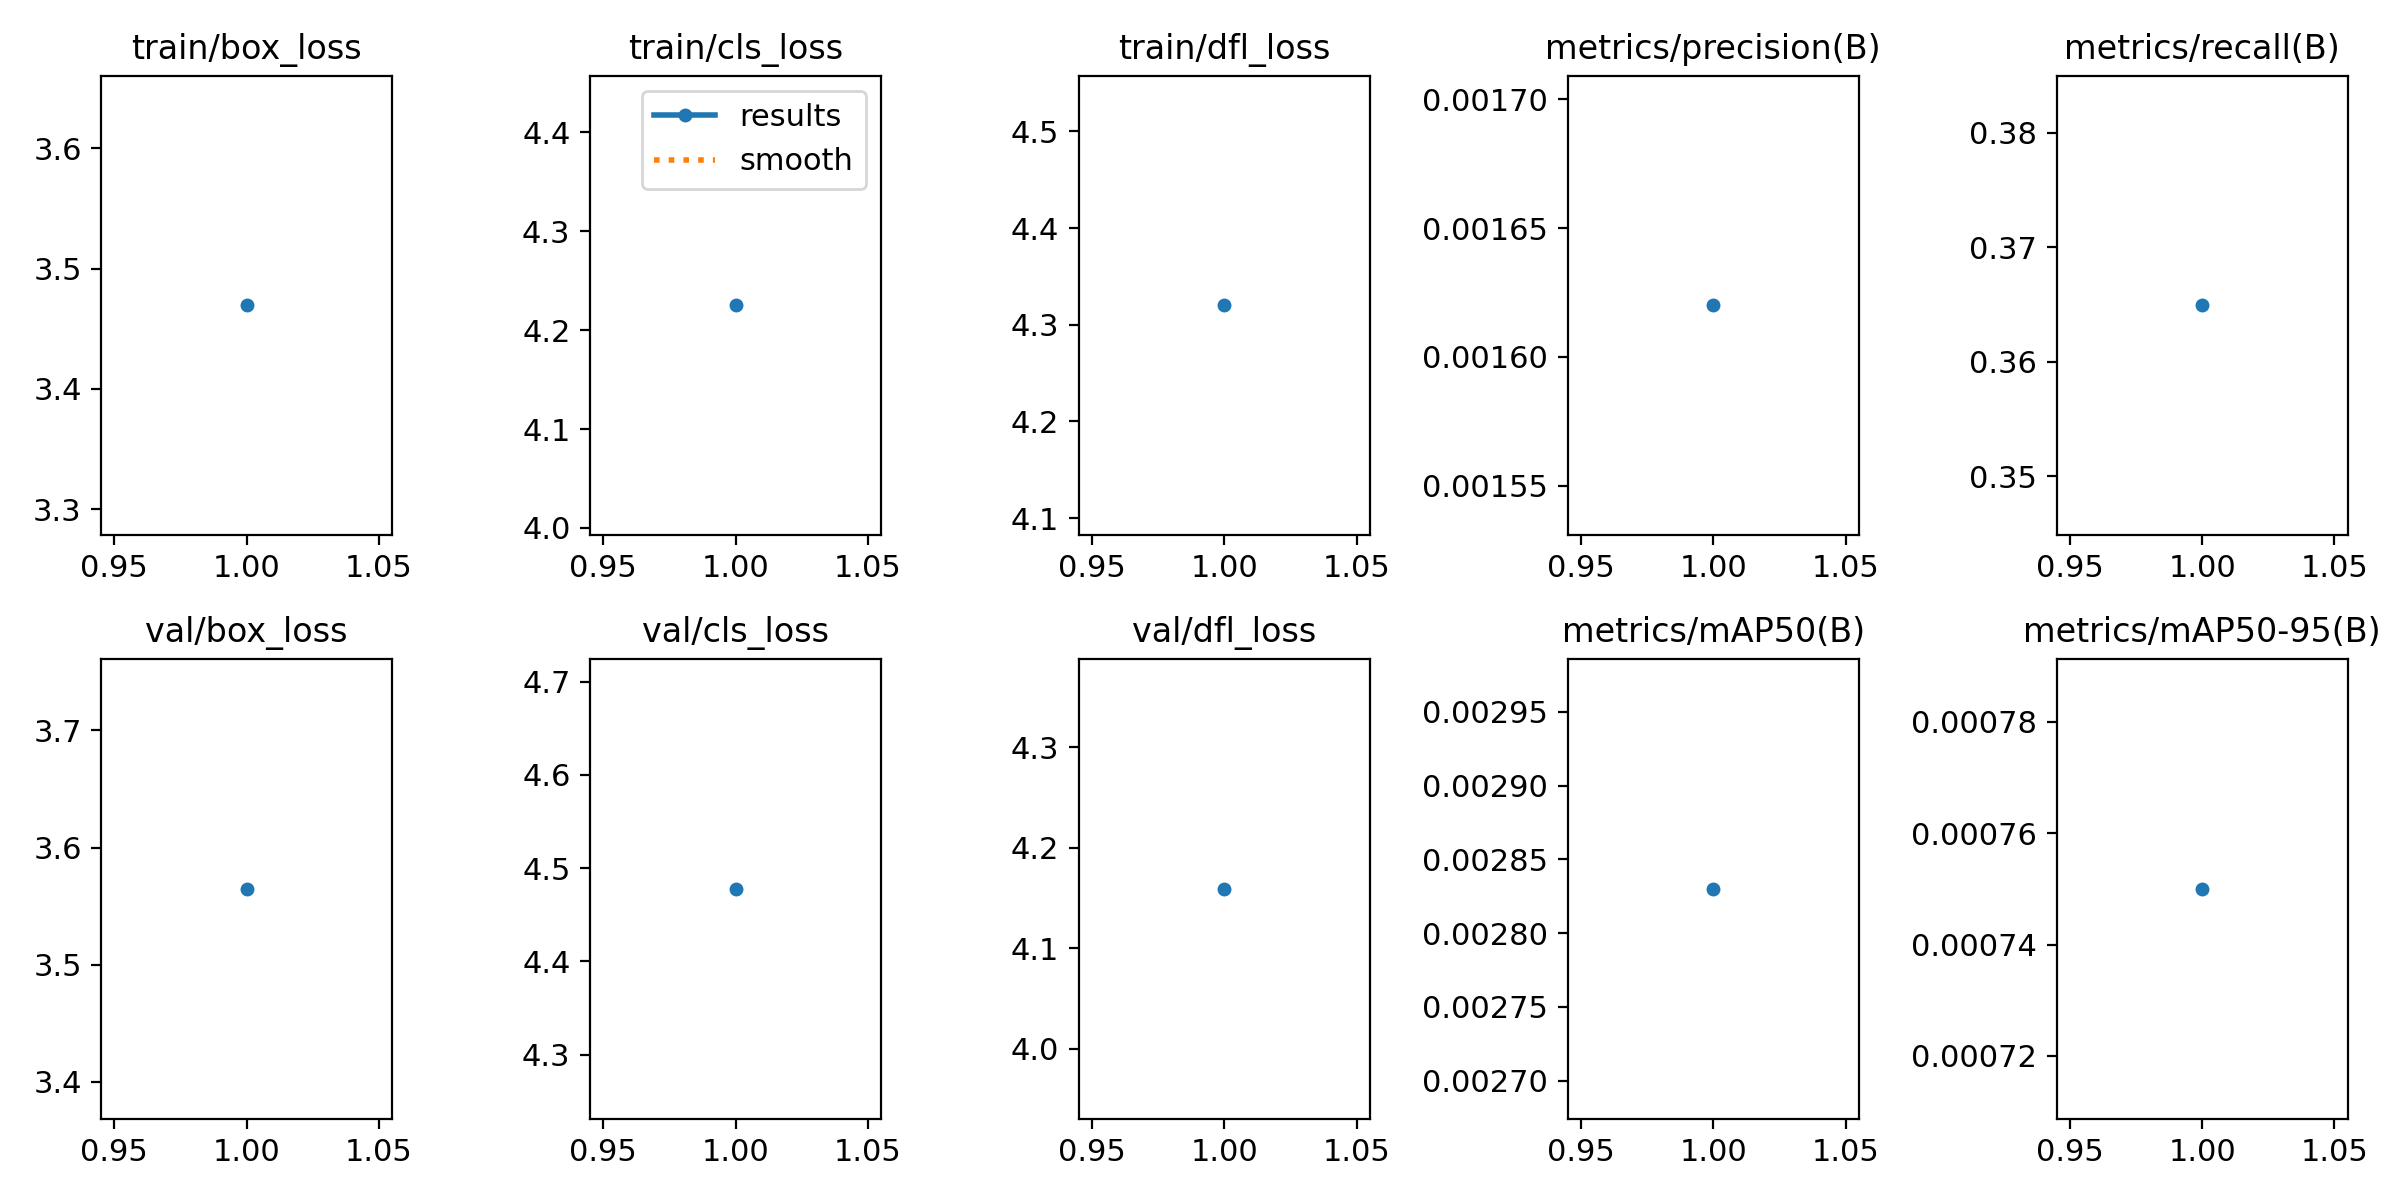 train/box_loss
3.6
3.5
3.4
3.3
0.95 1.00 1.05
train/cls_loss
results
smooth
4.4
4.3
4.2
4.1
4.0
0.95 1.00 1.05
train/dfl_loss
4.5
4.4
4.3
4.2
4.1
0.95 1.00 1.05
metrics/precision(B)
0.00170
0.00165
0.00160
0.00155
0.95 1.00 1.05
metrics/recall(B)
0.38
0.37
0.36
0.35
0.95 1.00 1.05
val/box_loss
3.7
3.6
3.5
3.4
0.95 1.00 1.05
val/cls_loss
4.7
4.6
4.5
4.4
4.3
0.95 1.00 1.05
val/dfl_loss
4.3
4.2
4.1
4.0
0.95 1.00 1.05
metrics/mAP50(B)
0.00295
0.00290
0.00285
0.00280
0.00275
0.00270
0.95 1.00 1.05
metrics/mAP50-95(B)
0.00078
0.00076
0.00074
0.00072
0.95 1.00 1.05